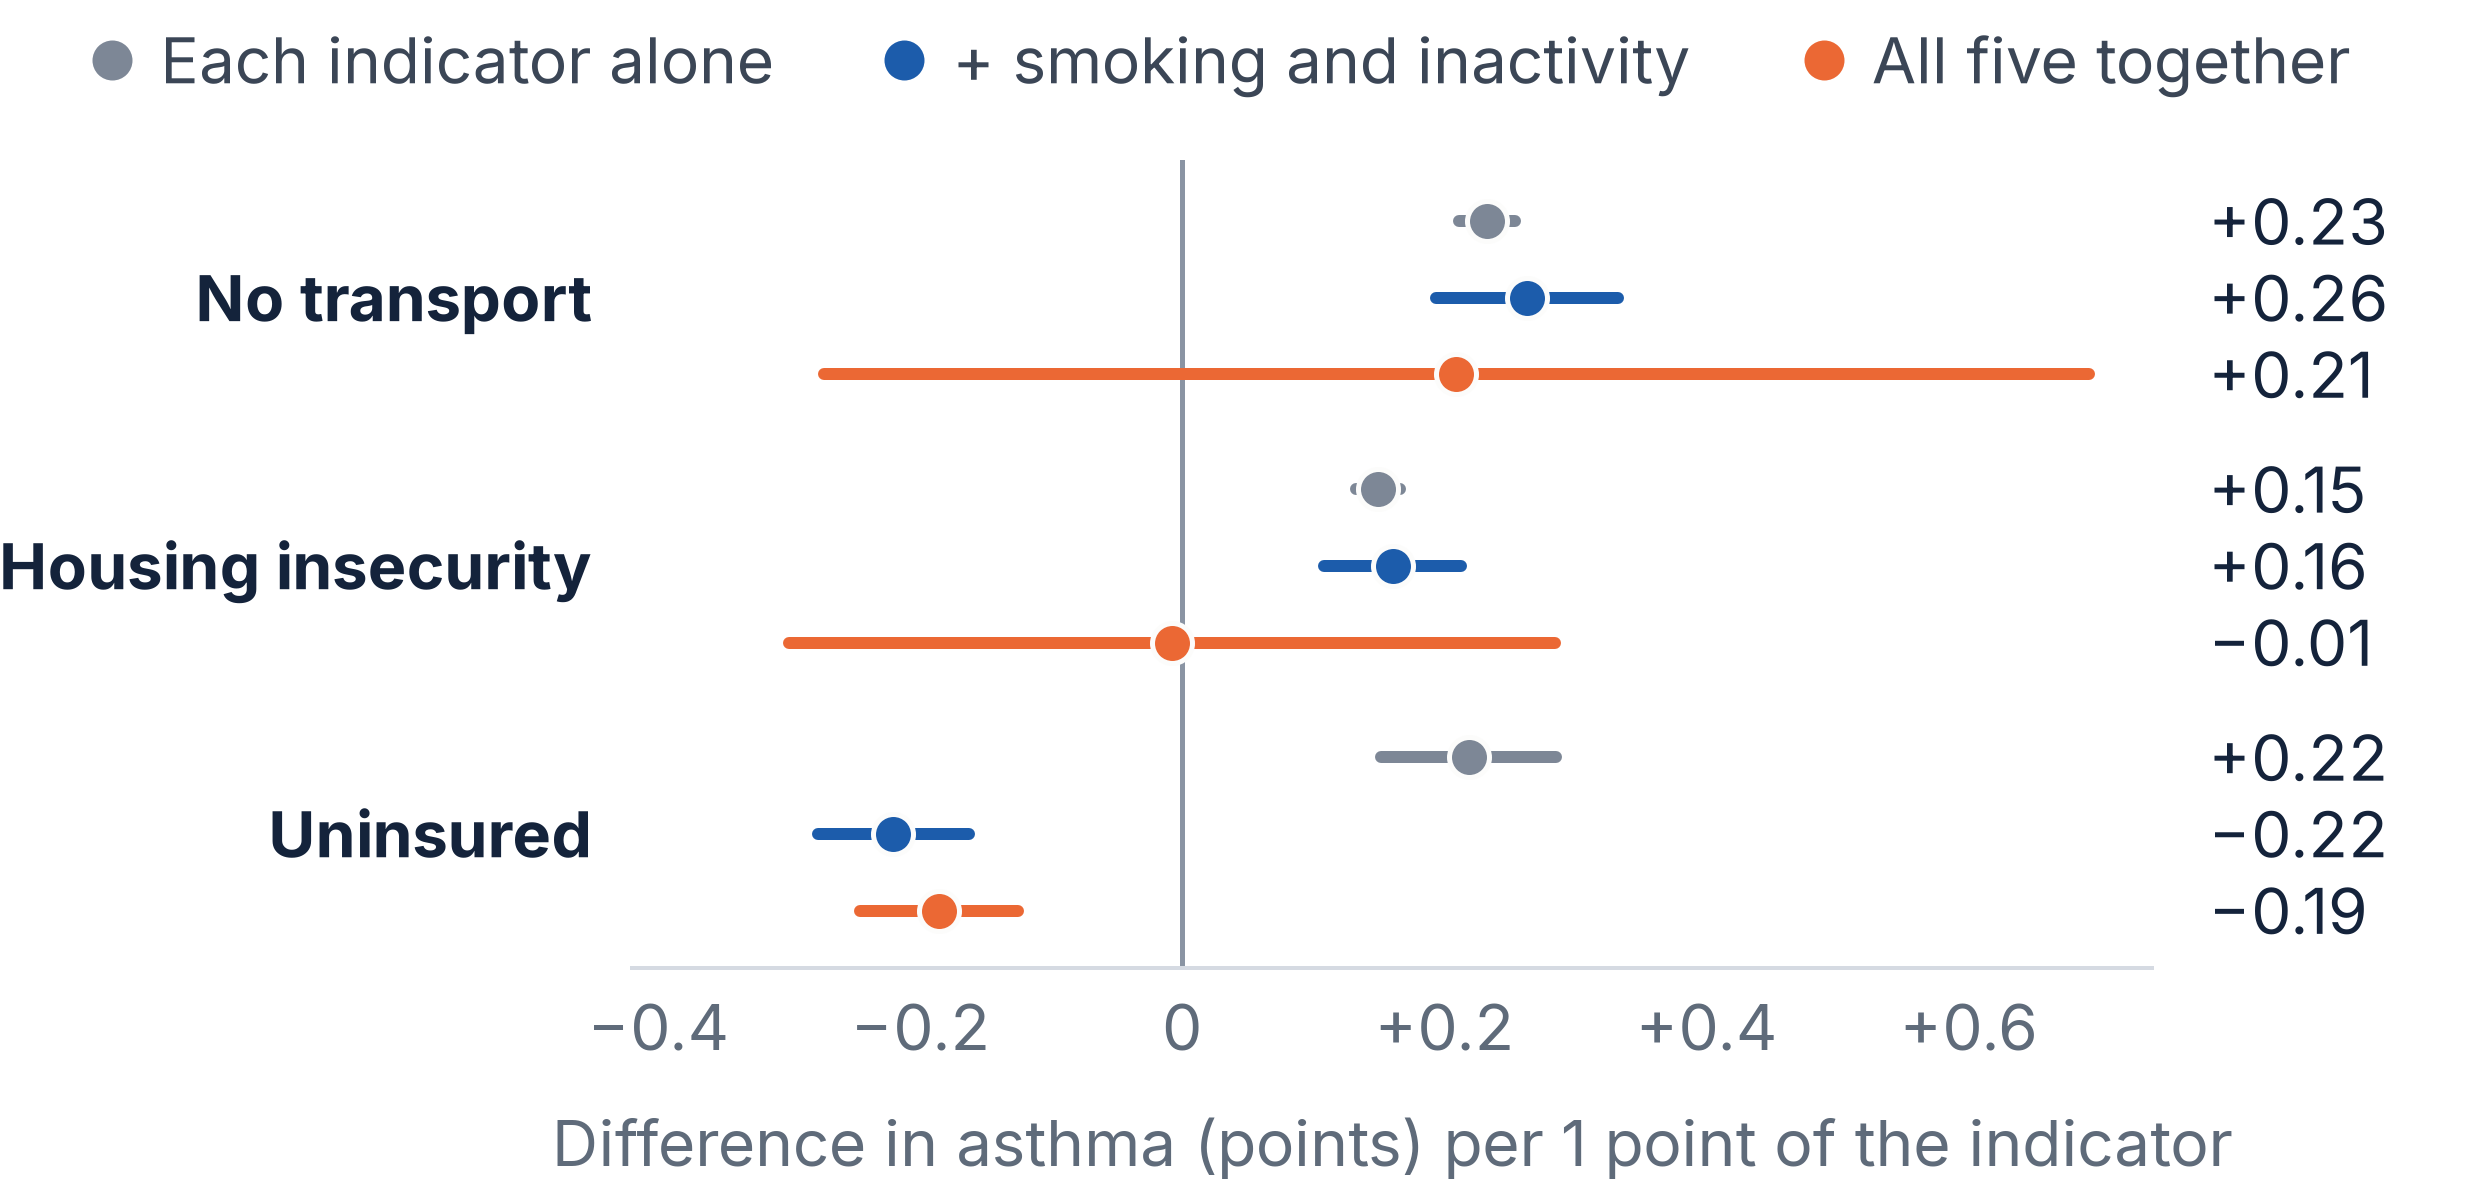 Each indicator alone
+ smoking and inactivity
All five together
+0.23
No transport
+0.26
+0.21
+0.15
Housing insecurity
+0.16
−0.01
+0.22
Uninsured
−0.22
−0.19
−0.4 −0.2 0 +0.2 +0.4 +0.6
Difference in asthma (points) per 1 point of the indicator